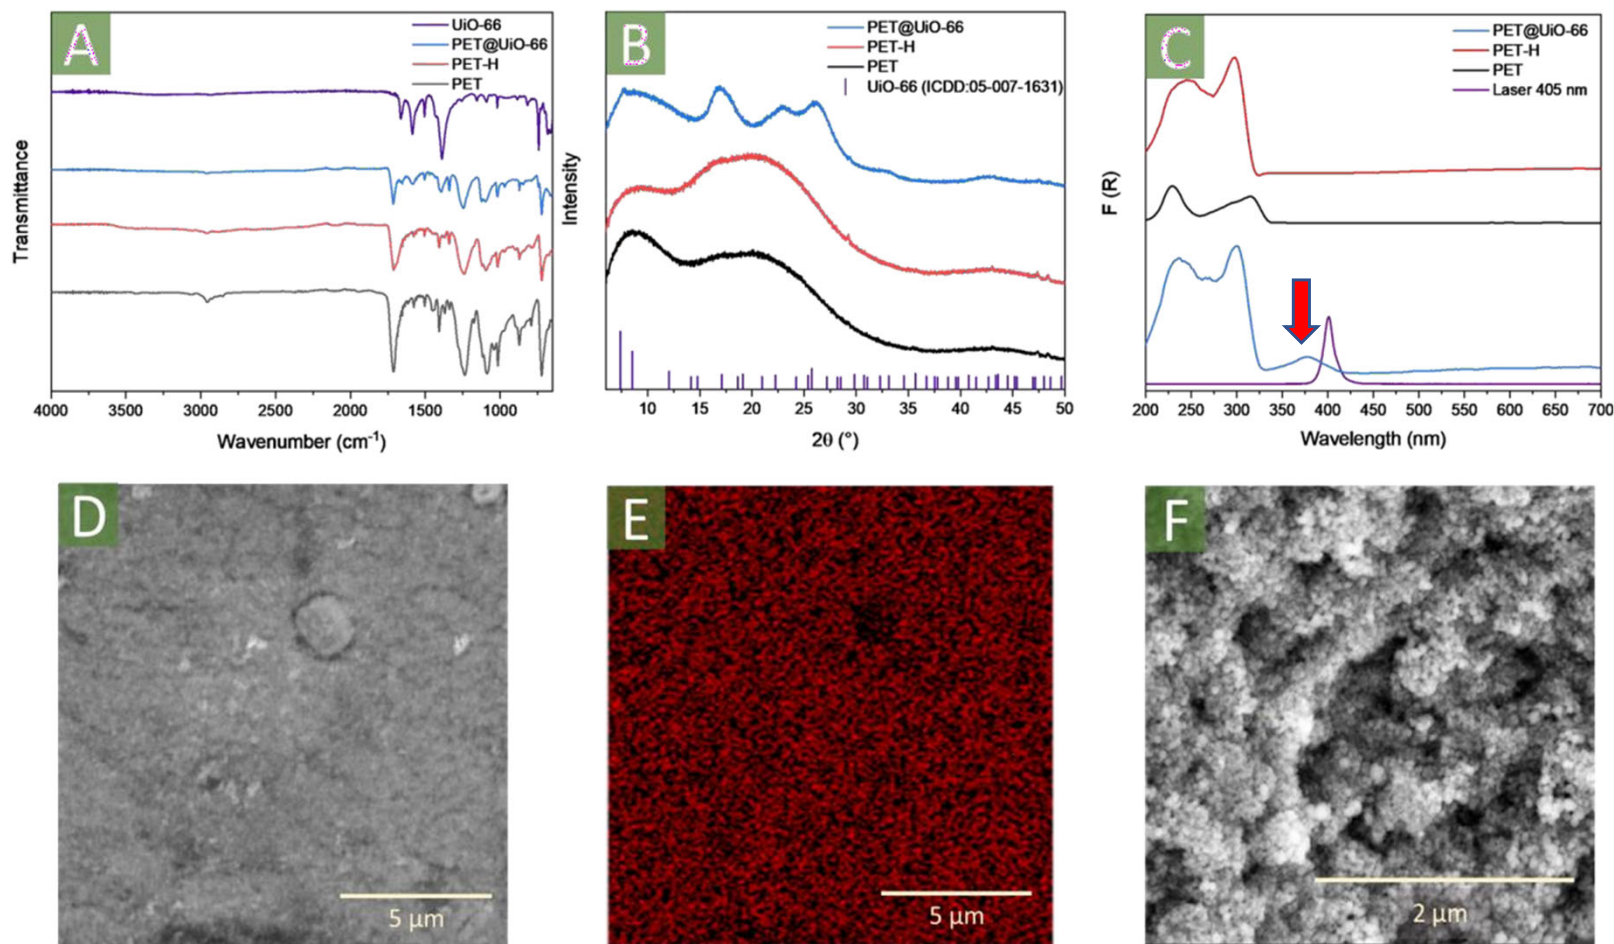 A
UiO-66
PET@UiO-66
PET-H
PET
Transmittance
4000 3500 3000 2500 2000 1500 1000
Wavenumber (cm⁻¹)
B
PET@UiO-66
PET-H
PET
UiO-66 (ICDD:05-007-1631)
Intensity
10 15 20 25 30 35 40 45 50
2θ (°)
C
PET@UiO-66
PET-H
PET
Laser 405 nm
F (R)
200 250 300 350 400 450 500 550 600 650 700
Wavelength (nm)
D
5 µm
E
5 µm
F
2 µm